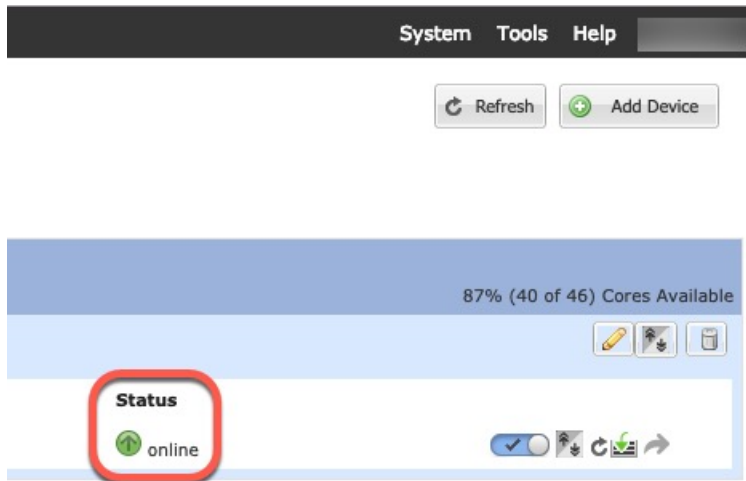 System Tools Help
Refresh Add Device
87% (40 of 46) Cores Available
Status
online